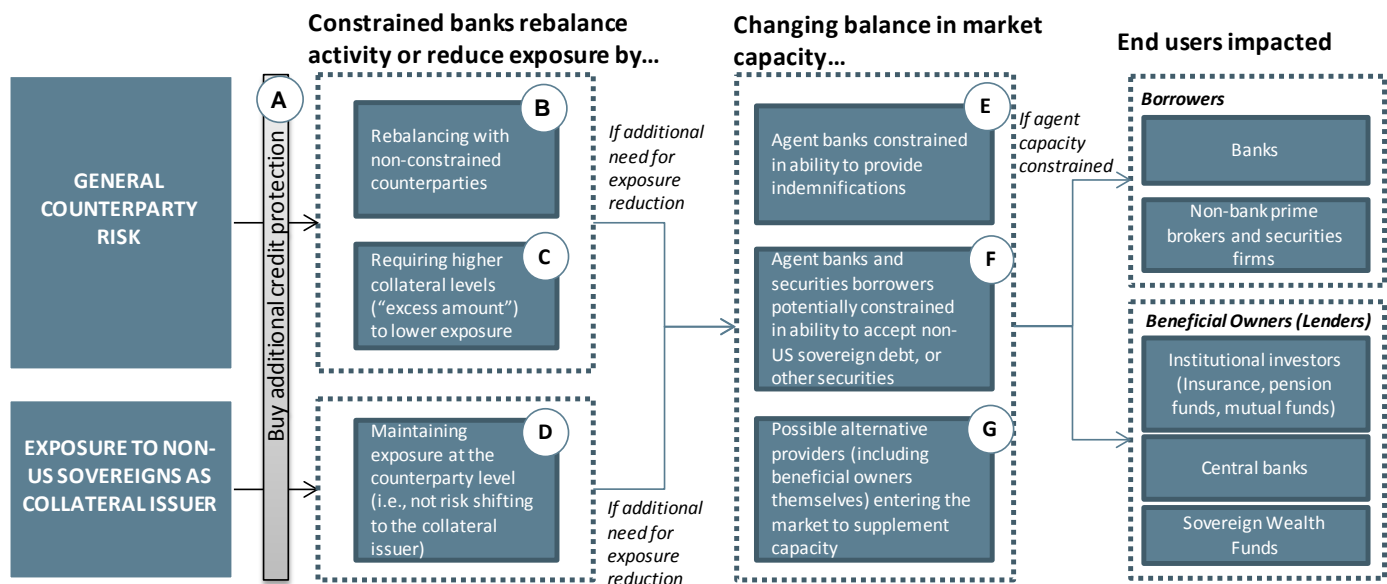 Constrained banks rebalance
activity or reduce exposure by…
Changing balance in market
capacity…
End users impacted
GENERAL
COUNTERPARTY
RISK
EXPOSURE TO NON-
US SOVEREIGNS AS
COLLATERAL ISSUER
A
Buy additional credit protection
B
Rebalancing with
non-constrained
counterparties
C
Requiring higher
collateral levels
(“excess amount”)
to lower exposure
D
Maintaining
exposure at the
counterparty level
(i.e., not risk shifting
to the collateral
issuer)
If additional
need for
exposure
reduction
If additional
need for
exposure
reduction
E
Agent banks constrained
in ability to provide
indemnifications
F
Agent banks and
securities borrowers
potentially constrained
in ability to accept non-
US sovereign debt, or
other securities
G
Possible alternative
providers (including
beneficial owners
themselves) entering the
market to supplement
capacity
If agent
capacity
constrained
Borrowers
Banks
Non-bank prime
brokers and securities
firms
Beneficial Owners (Lenders)
Institutional investors
(Insurance, pension
funds, mutual funds)
Central banks
Sovereign Wealth
Funds